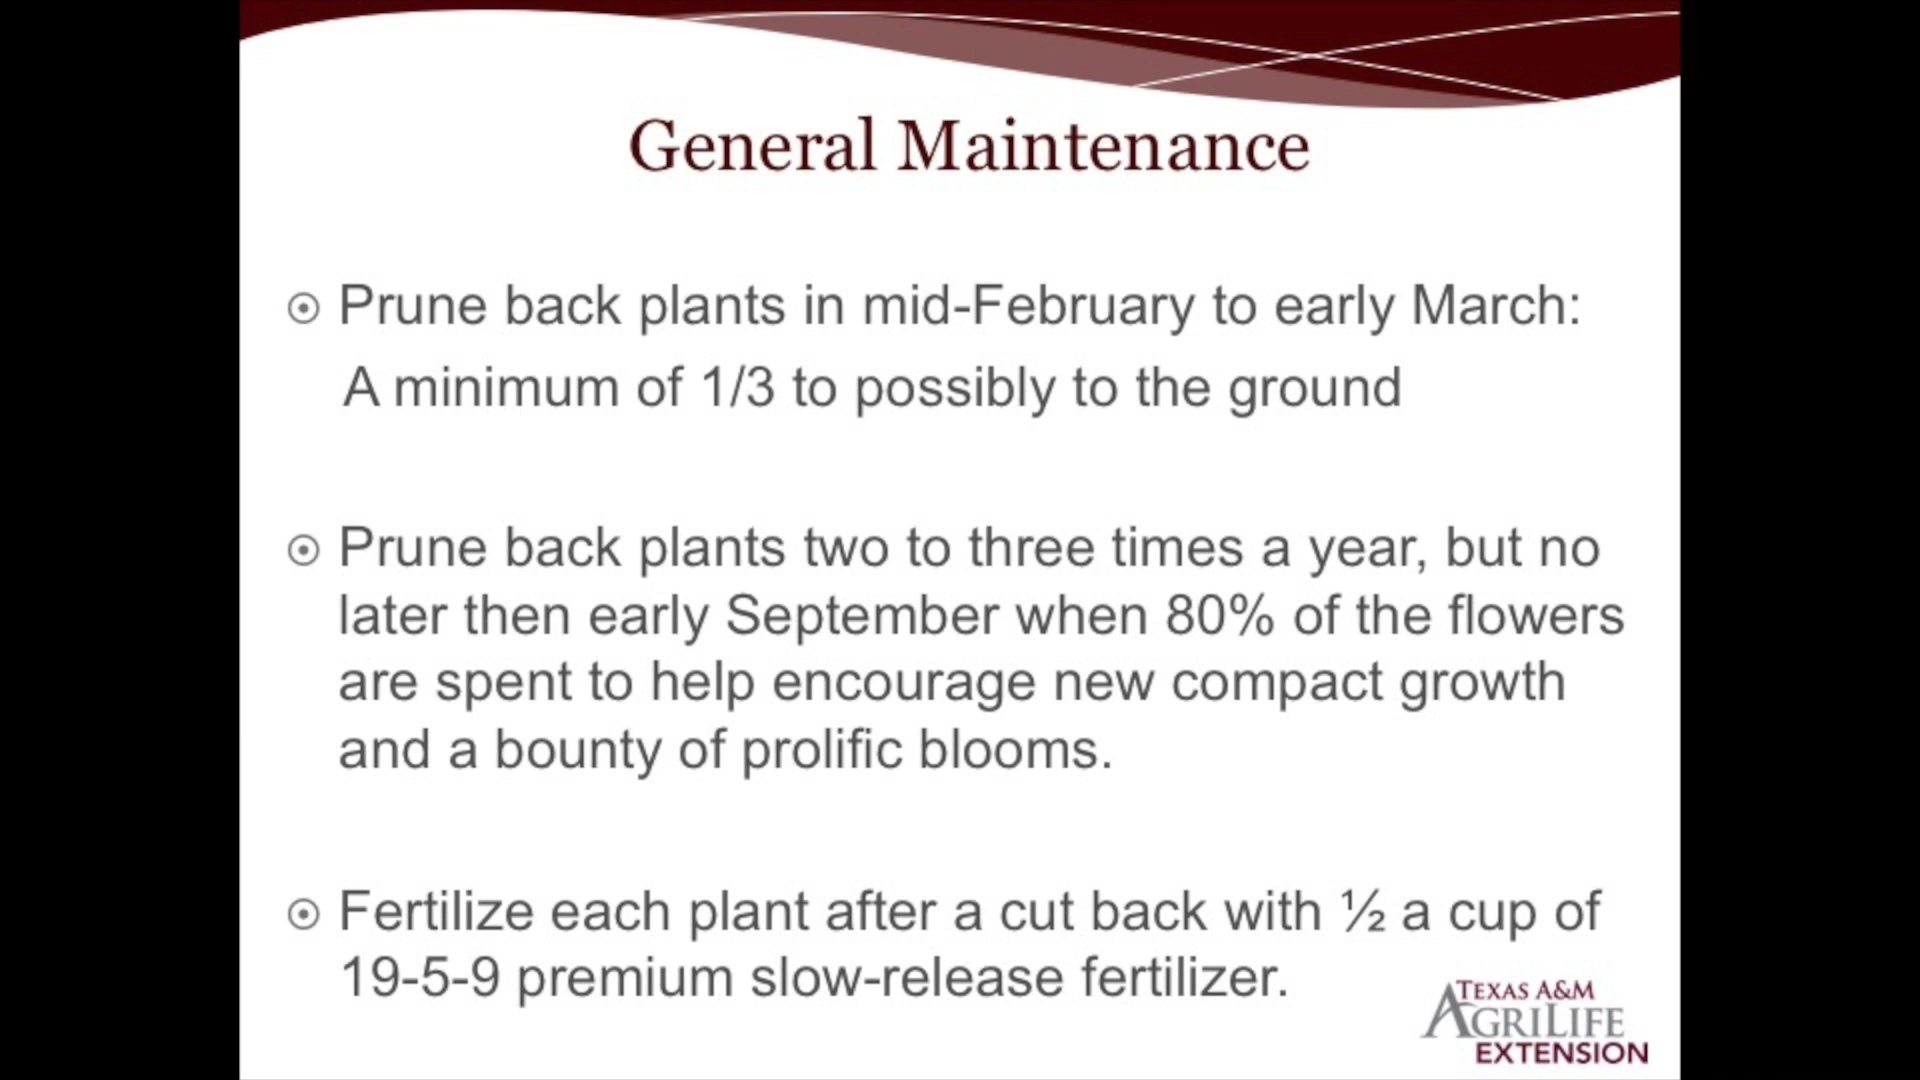 General Maintenance
Prune back plants in mid-February to early March:
A minimum of 1/3 to possibly to the ground
Prune back plants two to three times a year, but no
later then early September when 80% of the flowers
are spent to help encourage new compact growth
and a bounty of prolific blooms.
Fertilize each plant after a cut back with ½ a cup of
19-5-9 premium slow-release fertilizer.
TEXAS A&M
AGRILIFE
EXTENSION